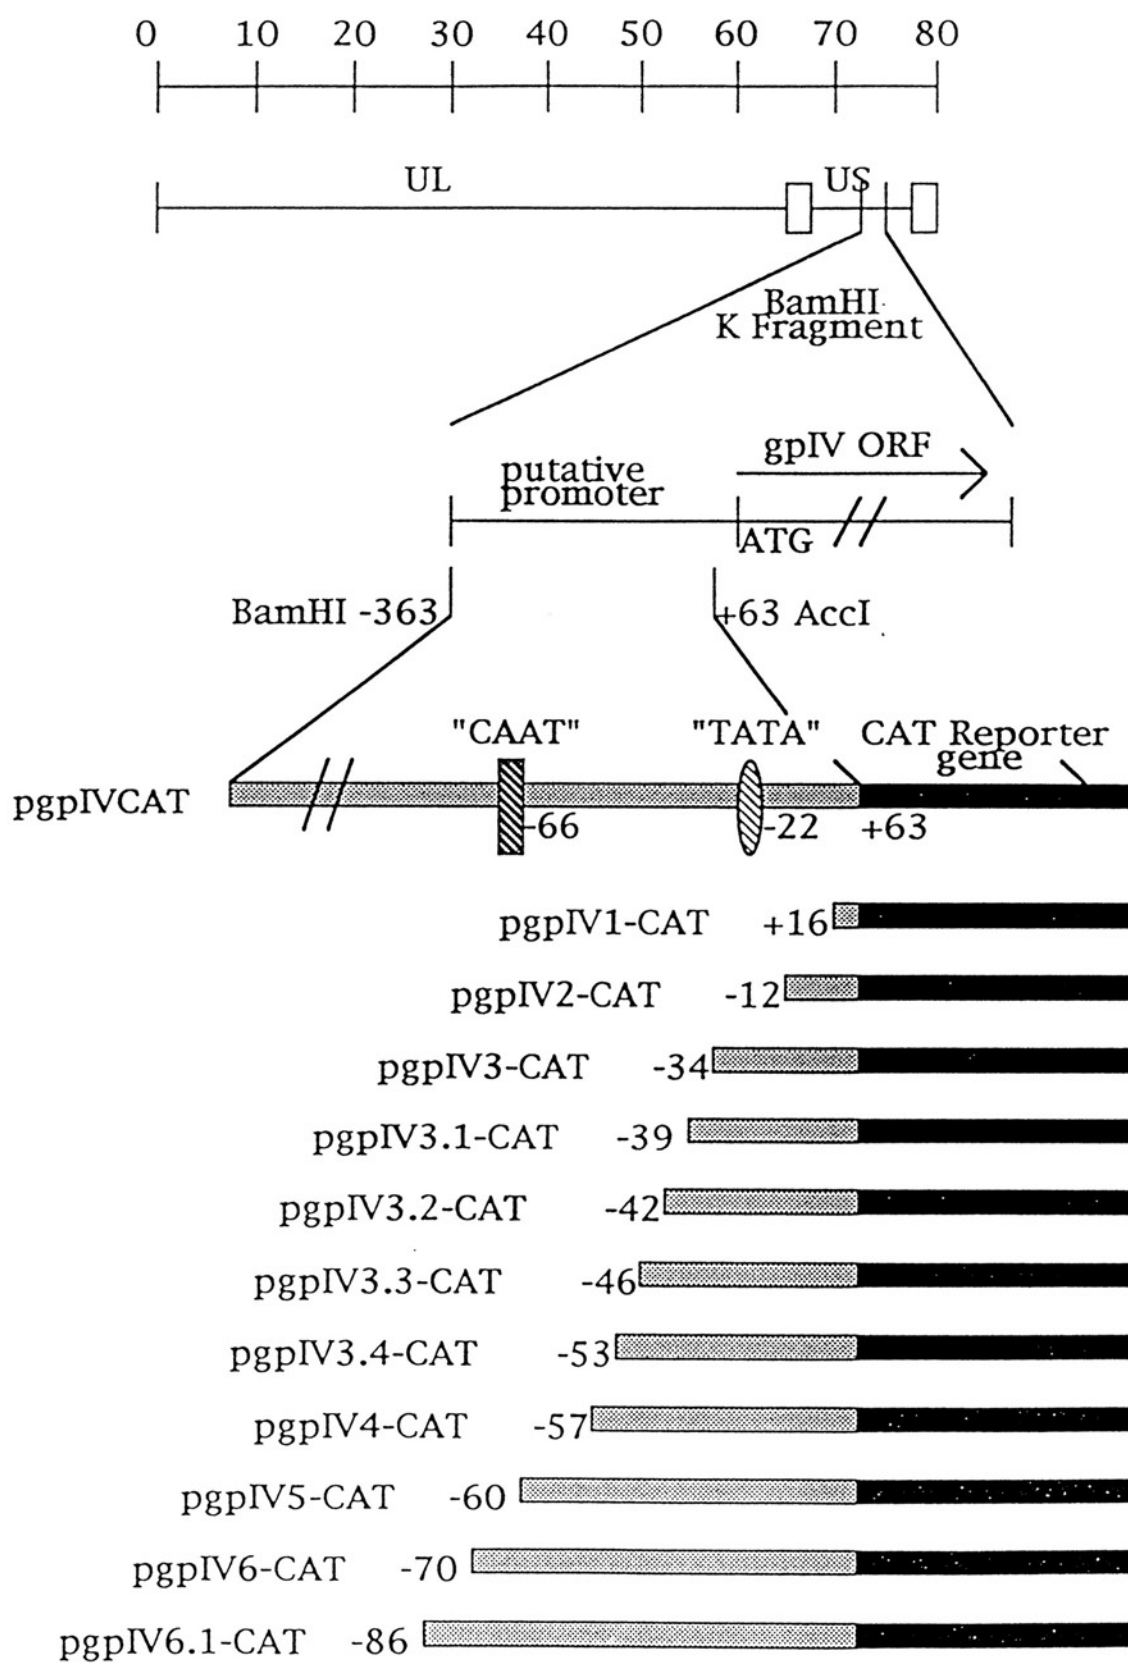 0 10 20 30 40 50 60 70 80
UL US
BamHI
K Fragment
gpIV ORF
putative
promoter
ATG
BamHI -363 +63 AccI
"CAAT" "TATA" CAT Reporter
gene
pgpIVCAT
-66 -22 +63
pgpIV1-CAT +16
pgpIV2-CAT -12
pgpIV3-CAT -34
pgpIV3.1-CAT -39
pgpIV3.2-CAT -42
pgpIV3.3-CAT -46
pgpIV3.4-CAT -53
pgpIV4-CAT -57
pgpIV5-CAT -60
pgpIV6-CAT -70
pgpIV6.1-CAT -86